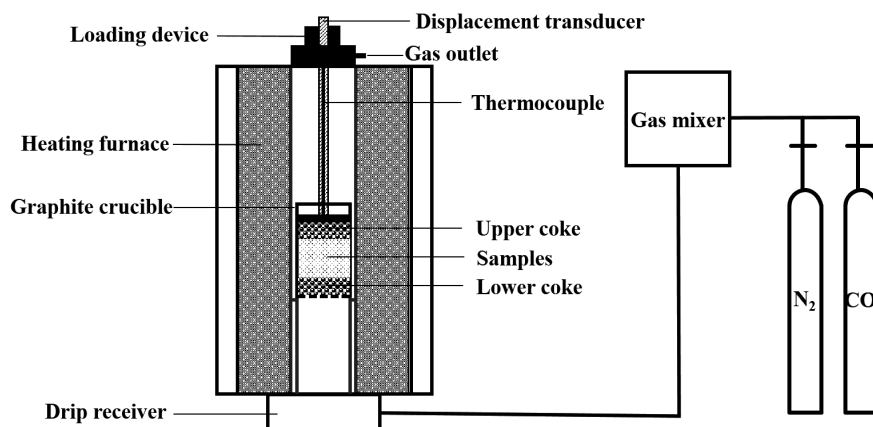 Displacement transducer
Loading device
Gas outlet
Thermocouple
Gas mixer
Heating furnace
Graphite crucible
Upper coke
Samples
Lower coke
N₂
CO
Drip receiver